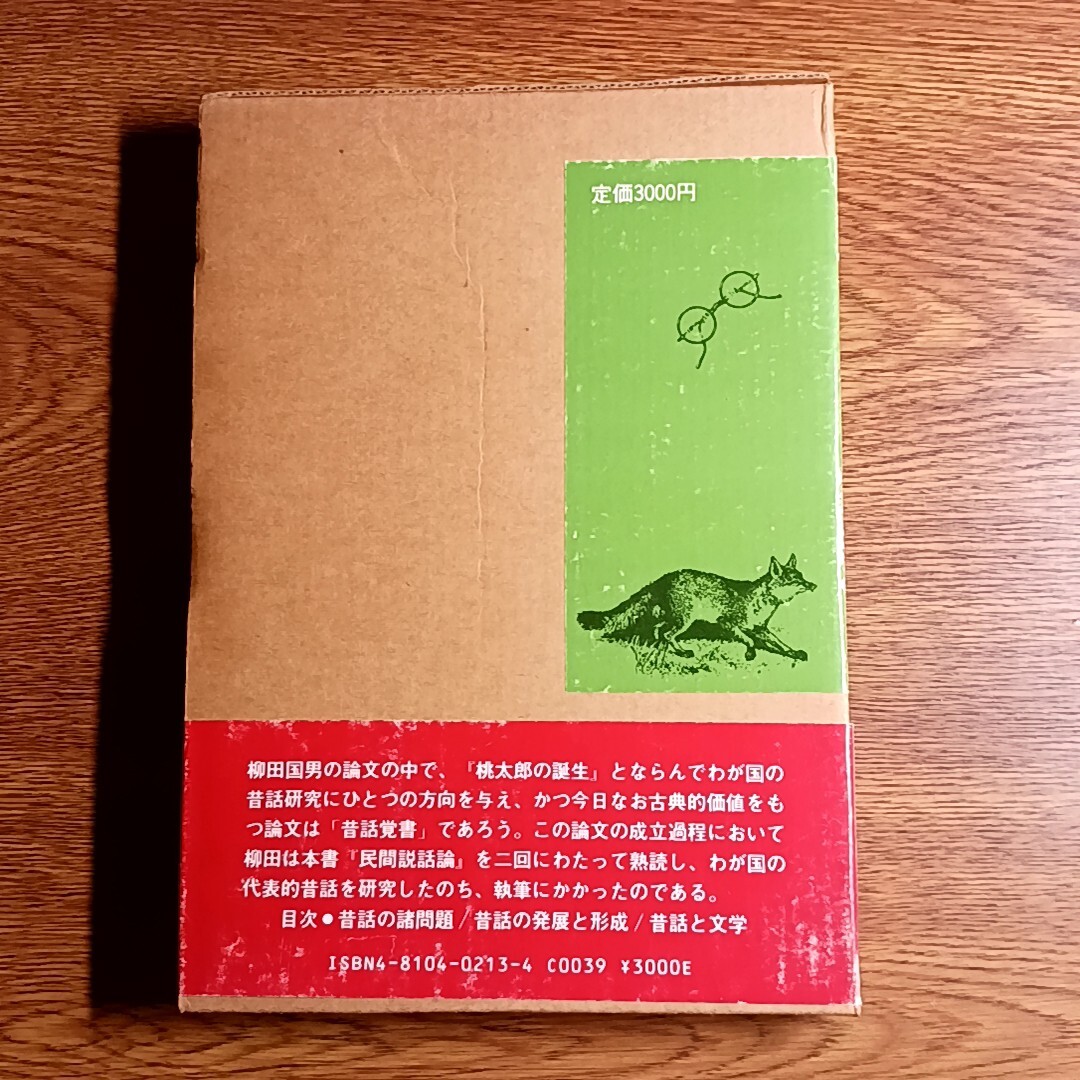 定価3000円
柳田国男の論文の中で、『桃太郎の誕生』とならんでわが国の
昔話研究にひとつの方向を与え、かつ今日なお古典的価値をも
つ論文は「昔話覚書」であろう。この論文の成立過程において
柳田は本書『民間説話論』を二回にわたって熟読し、わが国の
代表的昔話を研究したのち、執筆にかかったのである。
目次●昔話の諸問題/昔話の発展と形成/昔話と文学
ISBN4-8104-0213-4 C0039 ¥3000E